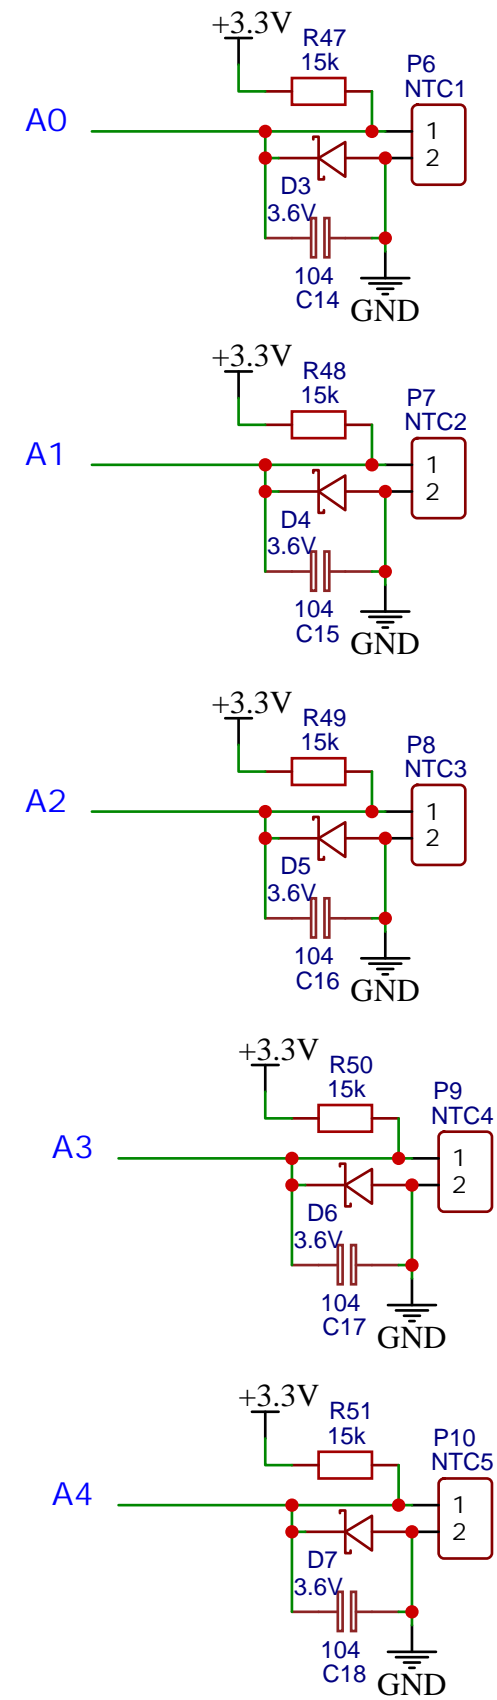 +3.3V
R47
15k
P6
NTC1
A0
1
2
D3
3.6V
104
C14
GND
+3.3V
R48
15k
P7
NTC2
A1
1
2
D4
3.6V
104
C15
GND
+3.3V
R49
15k
P8
NTC3
A2
1
2
D5
3.6V
104
C16
GND
+3.3V
R50
15k
P9
NTC4
A3
1
2
D6
3.6V
104
C17
GND
+3.3V
R51
15k
P10
NTC5
A4
1
2
D7
3.6V
104
C18
GND